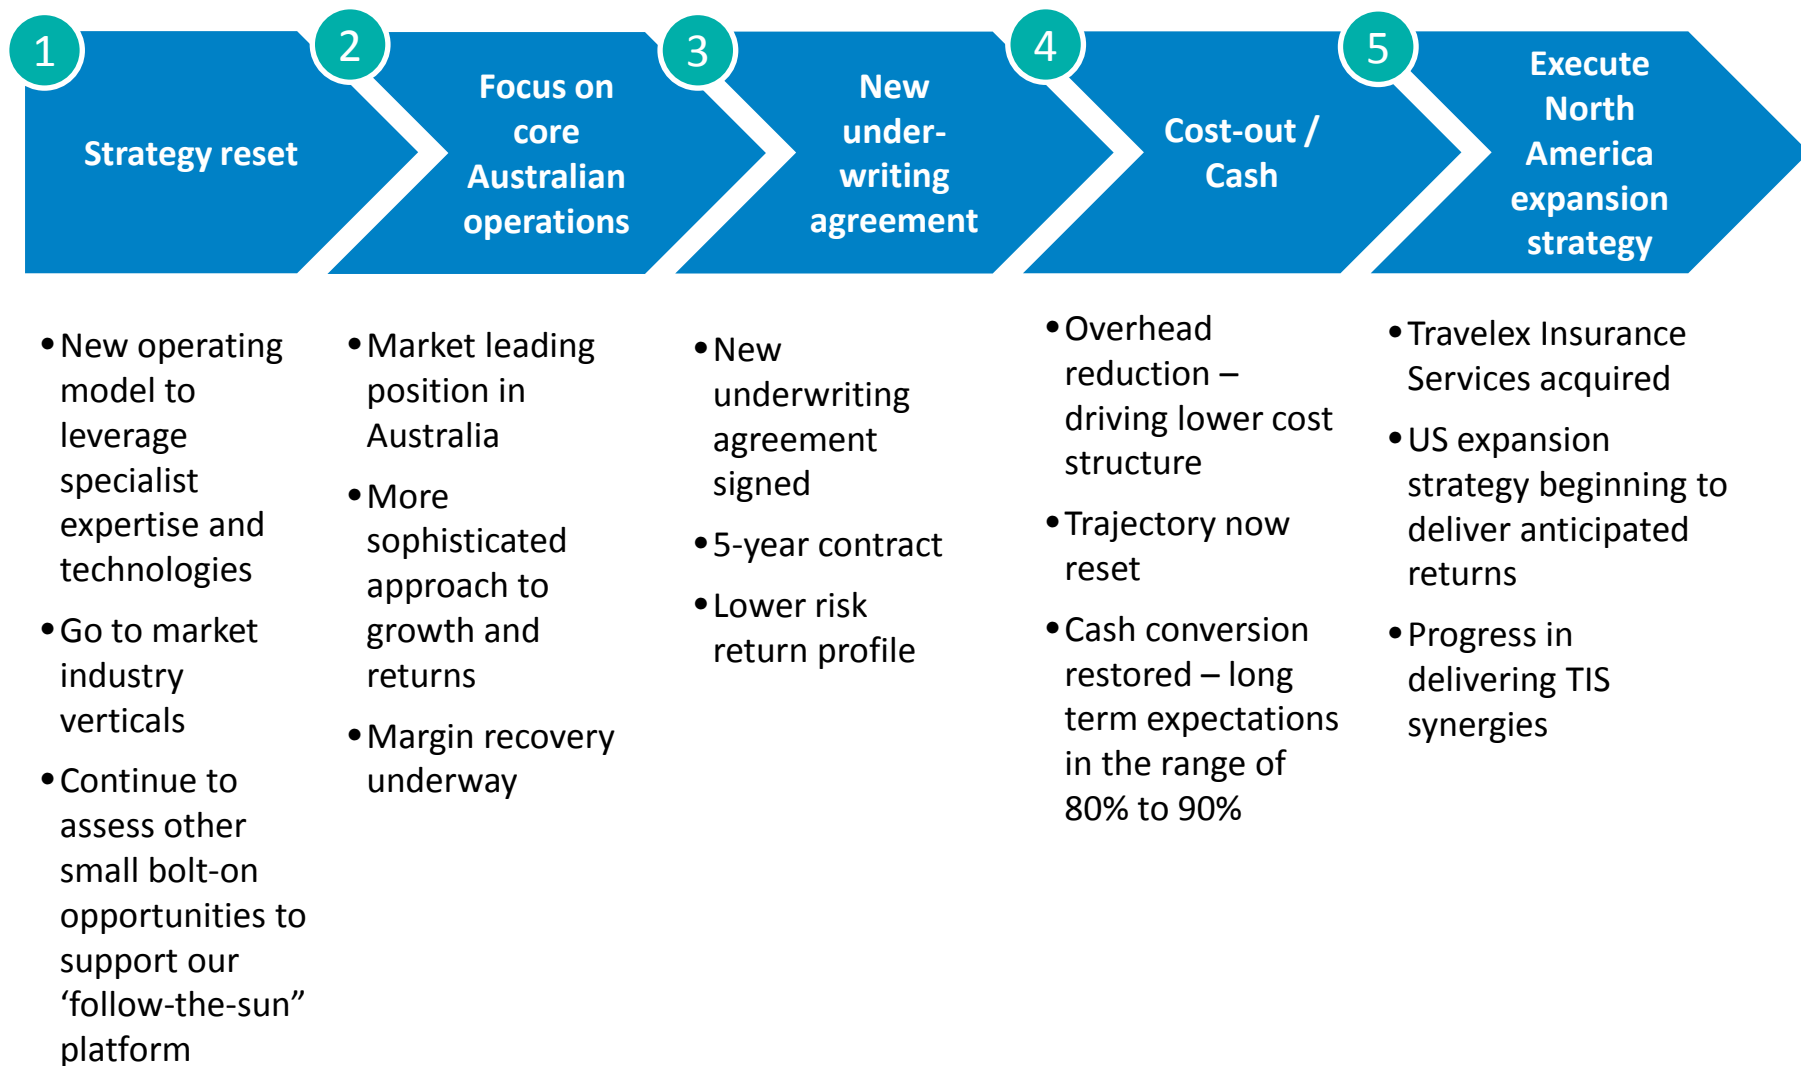 1
Strategy reset
2
Focus on
core
Australian
operations
3
New
under-
writing
agreement
4
Cost-out /
Cash
5
Execute
North
America
expansion
strategy
•New operating
model to
leverage
specialist
expertise and
technologies
•Go to market
industry
verticals
•Continue to
assess other
small bolt-on
opportunities to
support our
‘follow-the-sun”
platform
•Market leading
position in
Australia
•More
sophisticated
approach to
growth and
returns
•Margin recovery
underway
•New
underwriting
agreement
signed
•5-year contract
•Lower risk
return profile
•Overhead
reduction –
driving lower cost
structure
•Trajectory now
reset
•Cash conversion
restored – long
term expectations
in the range of
80% to 90%
•Travelex Insurance
Services acquired
•US expansion
strategy beginning to
deliver anticipated
returns
•Progress in
delivering TIS
synergies